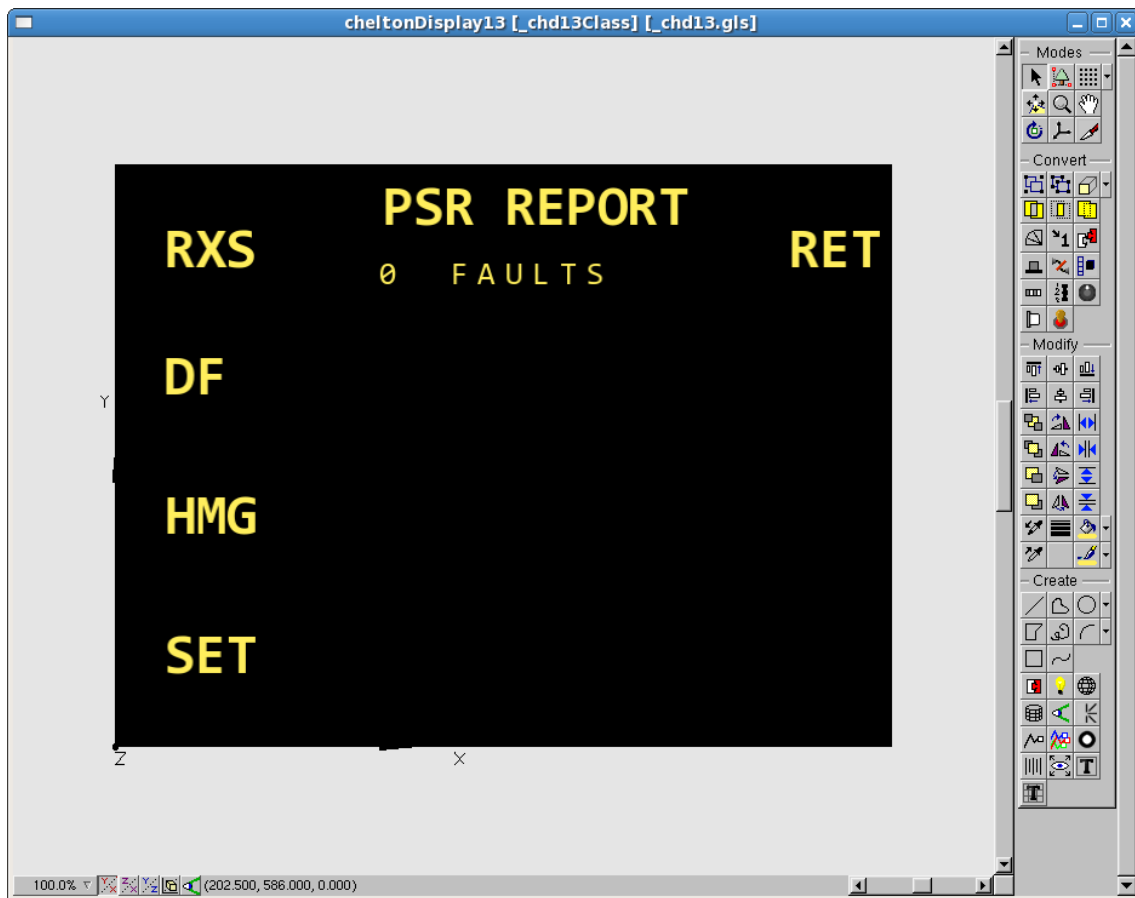 cheltonDisplay13 [_chd13Class] [_chd13.gls]
Modes
Convert
Modify
Create
PSR REPORT
RXS
RET
0 FAULTS
DF
Y
HMG
SET
Z
X
100.0%
(202.500, 586.000, 0.000)